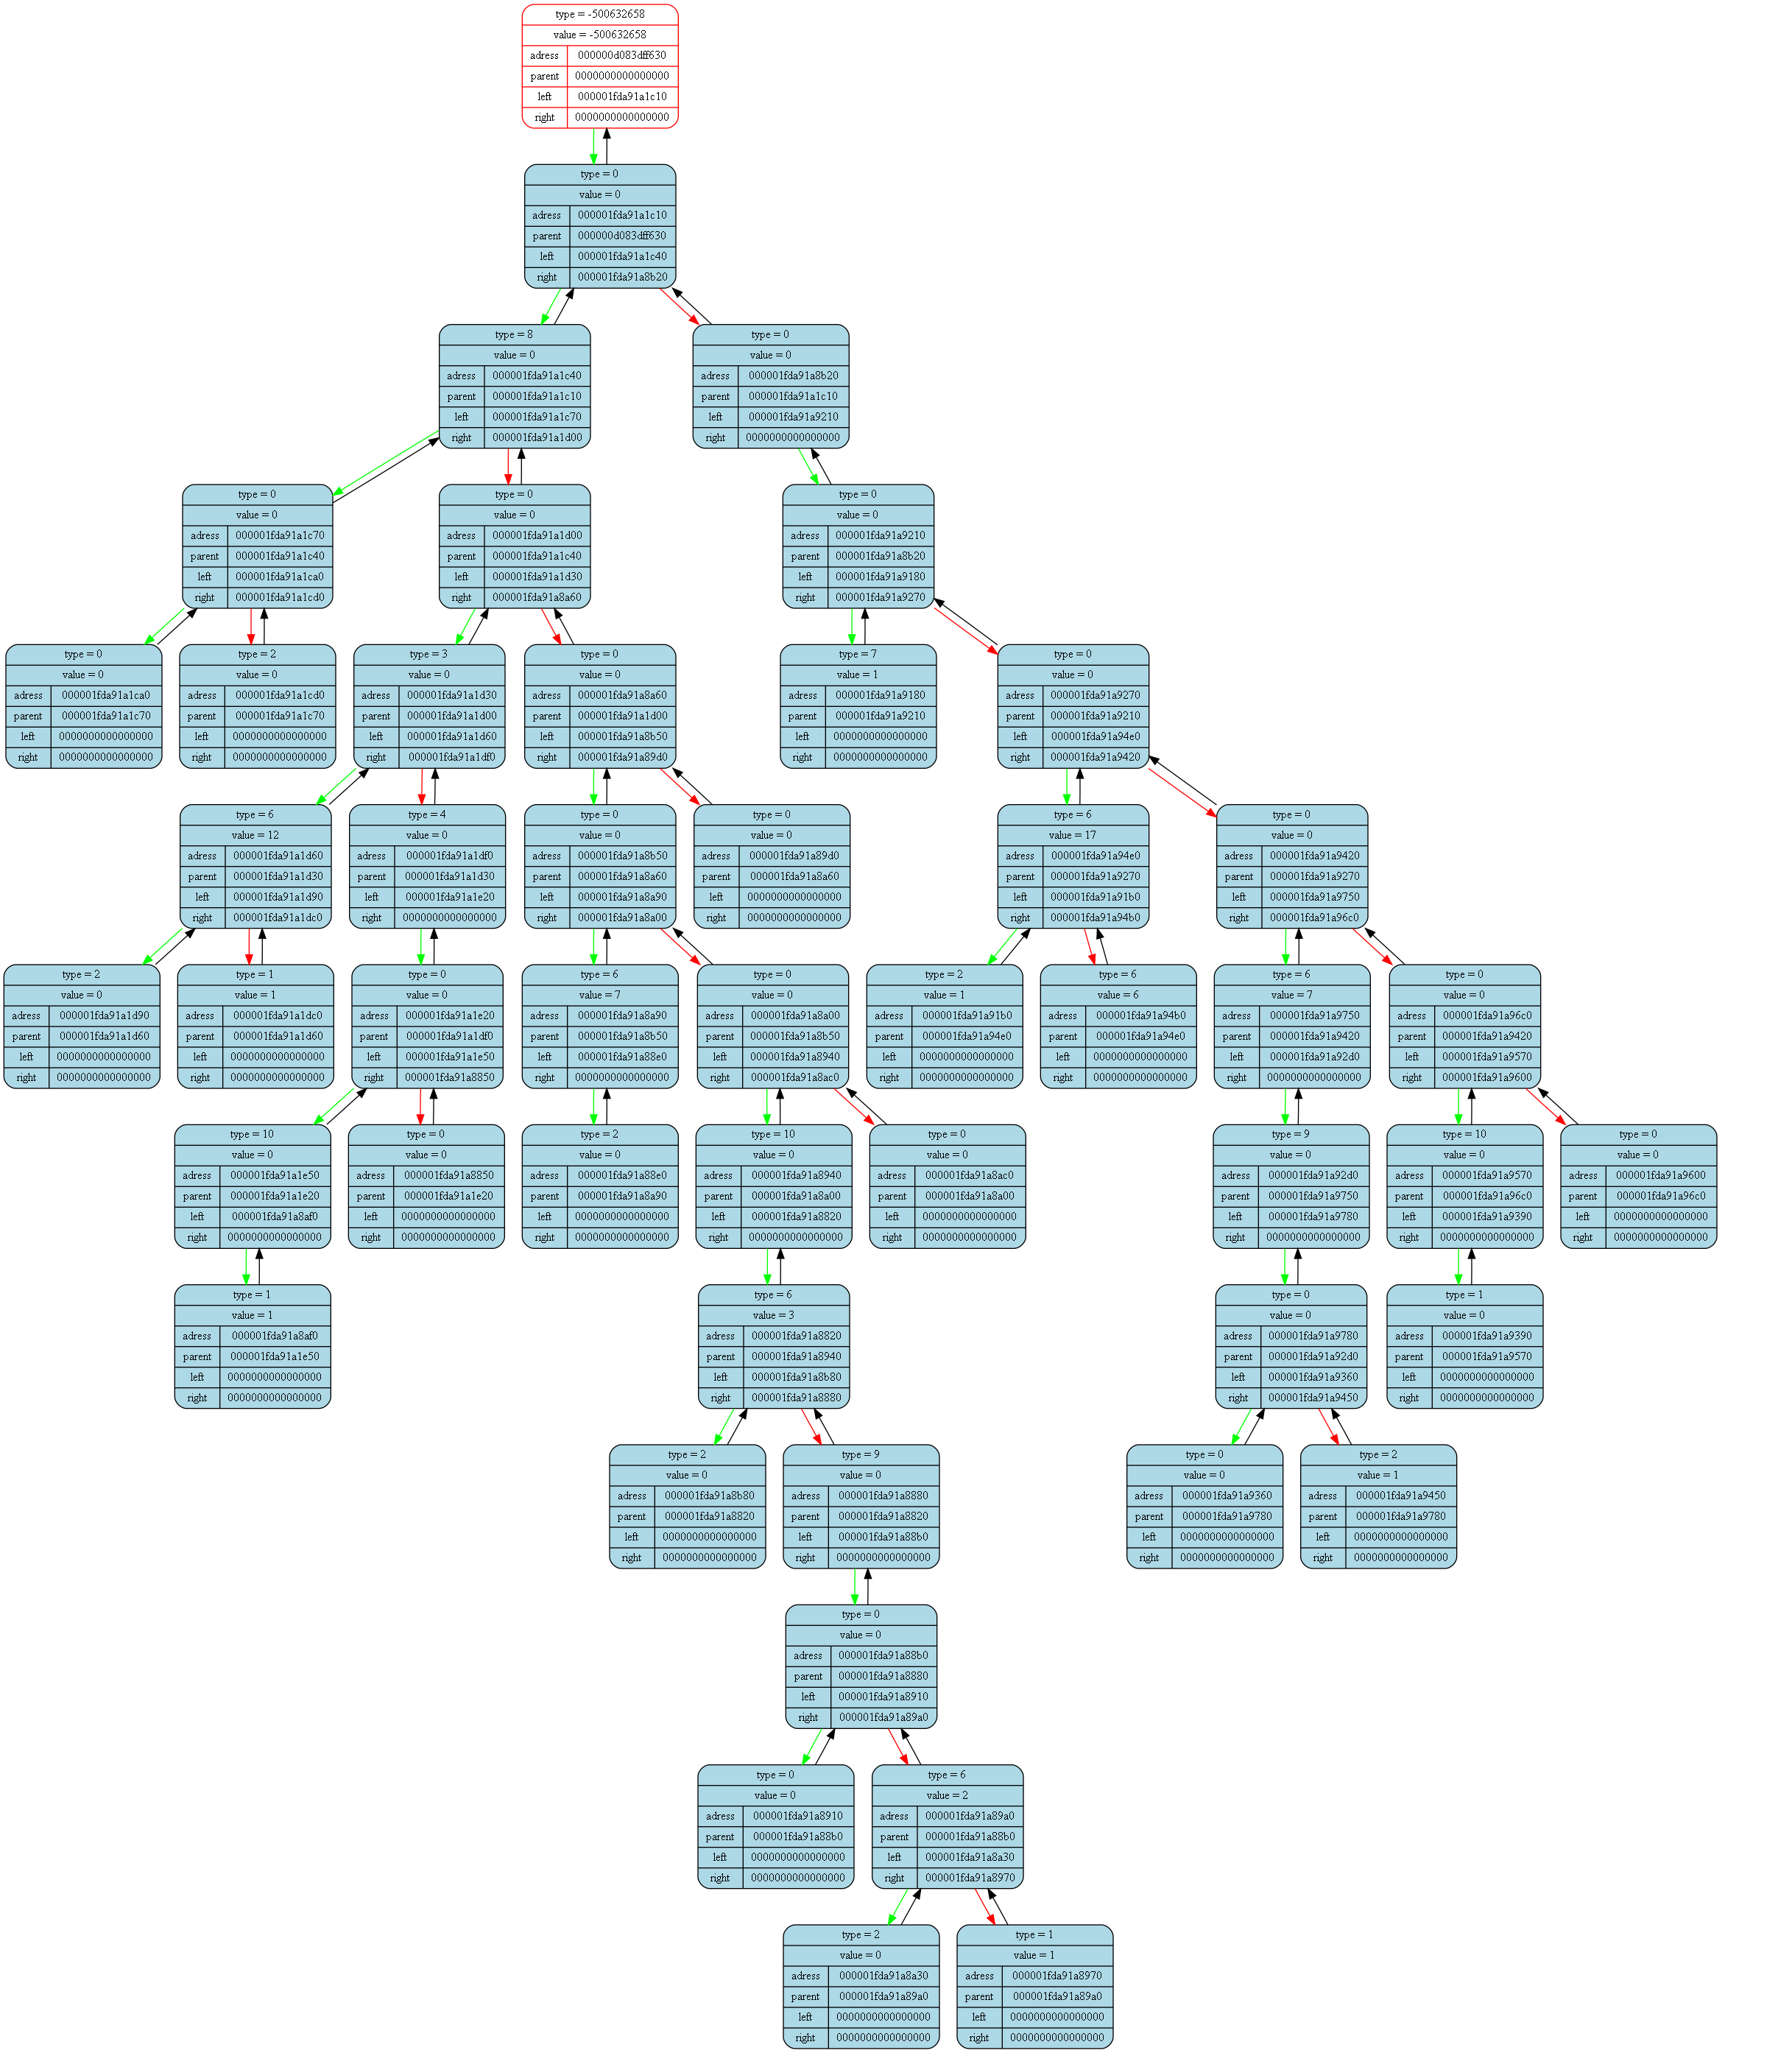 type = -500632658
value = -500632658
adress 000000d083dff630
parent 0000000000000000
left 000001fda91a1c10
right 0000000000000000
type = 0
value = 0
adress 000001fda91a1c10
parent 000000d083dff630
left 000001fda91a1c40
right 000001fda91a8b20
type = 8
value = 0
adress 000001fda91a1c40
parent 000001fda91a1c10
left 000001fda91a1c70
right 000001fda91a1d00
type = 0
value = 0
adress 000001fda91a8b20
parent 000001fda91a1c10
left 000001fda91a9210
right 0000000000000000
type = 0
value = 0
adress 000001fda91a1c70
parent 000001fda91a1c40
left 000001fda91a1ca0
right 000001fda91a1cd0
type = 0
value = 0
adress 000001fda91a1d00
parent 000001fda91a1c40
left 000001fda91a1d30
right 000001fda91a8a60
type = 0
value = 0
adress 000001fda91a9210
parent 000001fda91a8b20
left 000001fda91a9180
right 000001fda91a9270
type = 0
value = 0
adress 000001fda91a1ca0
parent 000001fda91a1c70
left 0000000000000000
right 0000000000000000
type = 2
value = 0
adress 000001fda91a1cd0
parent 000001fda91a1c70
left 0000000000000000
right 0000000000000000
type = 3
value = 0
adress 000001fda91a1d30
parent 000001fda91a1d00
left 000001fda91a1d60
right 000001fda91a1df0
type = 0
value = 0
adress 000001fda91a8a60
parent 000001fda91a1d00
left 000001fda91a8b50
right 000001fda91a89d0
type = 7
value = 1
adress 000001fda91a9180
parent 000001fda91a9210
left 0000000000000000
right 0000000000000000
type = 0
value = 0
adress 000001fda91a9270
parent 000001fda91a9210
left 000001fda91a94e0
right 000001fda91a9420
type = 6
value = 12
adress 000001fda91a1d60
parent 000001fda91a1d30
left 000001fda91a1d90
right 000001fda91a1dc0
type = 4
value = 0
adress 000001fda91a1df0
parent 000001fda91a1d30
left 000001fda91a1e20
right 0000000000000000
type = 0
value = 0
adress 000001fda91a8b50
parent 000001fda91a8a60
left 000001fda91a8a90
right 000001fda91a8a00
type = 0
value = 0
adress 000001fda91a89d0
parent 000001fda91a8a60
left 0000000000000000
right 0000000000000000
type = 6
value = 17
adress 000001fda91a94e0
parent 000001fda91a9270
left 000001fda91a91b0
right 000001fda91a94b0
type = 0
value = 0
adress 000001fda91a9420
parent 000001fda91a9270
left 000001fda91a9750
right 000001fda91a96c0
type = 2
value = 0
adress 000001fda91a1d90
parent 000001fda91a1d60
left 0000000000000000
right 0000000000000000
type = 1
value = 1
adress 000001fda91a1dc0
parent 000001fda91a1d60
left 0000000000000000
right 0000000000000000
type = 0
value = 0
adress 000001fda91a1e20
parent 000001fda91a1df0
left 000001fda91a1e50
right 000001fda91a8850
type = 6
value = 7
adress 000001fda91a8a90
parent 000001fda91a8b50
left 000001fda91a88e0
right 0000000000000000
type = 0
value = 0
adress 000001fda91a8a00
parent 000001fda91a8b50
left 000001fda91a8940
right 000001fda91a8ac0
type = 2
value = 1
adress 000001fda91a91b0
parent 000001fda91a94e0
left 0000000000000000
right 0000000000000000
type = 6
value = 6
adress 000001fda91a94b0
parent 000001fda91a94e0
left 0000000000000000
right 0000000000000000
type = 6
value = 7
adress 000001fda91a9750
parent 000001fda91a9420
left 000001fda91a92d0
right 0000000000000000
type = 0
value = 0
adress 000001fda91a96c0
parent 000001fda91a9420
left 000001fda91a9570
right 000001fda91a9600
type = 10
value = 0
adress 000001fda91a1e50
parent 000001fda91a1e20
left 000001fda91a8af0
right 0000000000000000
type = 0
value = 0
adress 000001fda91a8850
parent 000001fda91a1e20
left 0000000000000000
right 0000000000000000
type = 2
value = 0
adress 000001fda91a88e0
parent 000001fda91a8a90
left 0000000000000000
right 0000000000000000
type = 10
value = 0
adress 000001fda91a8940
parent 000001fda91a8a00
left 000001fda91a8820
right 0000000000000000
type = 0
value = 0
adress 000001fda91a8ac0
parent 000001fda91a8a00
left 0000000000000000
right 0000000000000000
type = 9
value = 0
adress 000001fda91a92d0
parent 000001fda91a9750
left 000001fda91a9780
right 0000000000000000
type = 10
value = 0
adress 000001fda91a9570
parent 000001fda91a96c0
left 000001fda91a9390
right 0000000000000000
type = 0
value = 0
adress 000001fda91a9600
parent 000001fda91a96c0
left 0000000000000000
right 0000000000000000
type = 1
value = 1
adress 000001fda91a8af0
parent 000001fda91a1e50
left 0000000000000000
right 0000000000000000
type = 6
value = 3
adress 000001fda91a8820
parent 000001fda91a8940
left 000001fda91a8b80
right 000001fda91a8880
type = 0
value = 0
adress 000001fda91a9780
parent 000001fda91a92d0
left 000001fda91a9360
right 000001fda91a9450
type = 1
value = 0
adress 000001fda91a9390
parent 000001fda91a9570
left 0000000000000000
right 0000000000000000
type = 2
value = 0
adress 000001fda91a8b80
parent 000001fda91a8820
left 0000000000000000
right 0000000000000000
type = 9
value = 0
adress 000001fda91a8880
parent 000001fda91a8820
left 000001fda91a88b0
right 0000000000000000
type = 0
value = 0
adress 000001fda91a9360
parent 000001fda91a9780
left 0000000000000000
right 0000000000000000
type = 2
value = 1
adress 000001fda91a9450
parent 000001fda91a9780
left 0000000000000000
right 0000000000000000
type = 0
value = 0
adress 000001fda91a88b0
parent 000001fda91a8880
left 000001fda91a8910
right 000001fda91a89a0
type = 0
value = 0
adress 000001fda91a8910
parent 000001fda91a88b0
left 0000000000000000
right 0000000000000000
type = 6
value = 2
adress 000001fda91a89a0
parent 000001fda91a88b0
left 000001fda91a8a30
right 000001fda91a8970
type = 2
value = 0
adress 000001fda91a8a30
parent 000001fda91a89a0
left 0000000000000000
right 0000000000000000
type = 1
value = 1
adress 000001fda91a8970
parent 000001fda91a89a0
left 0000000000000000
right 0000000000000000